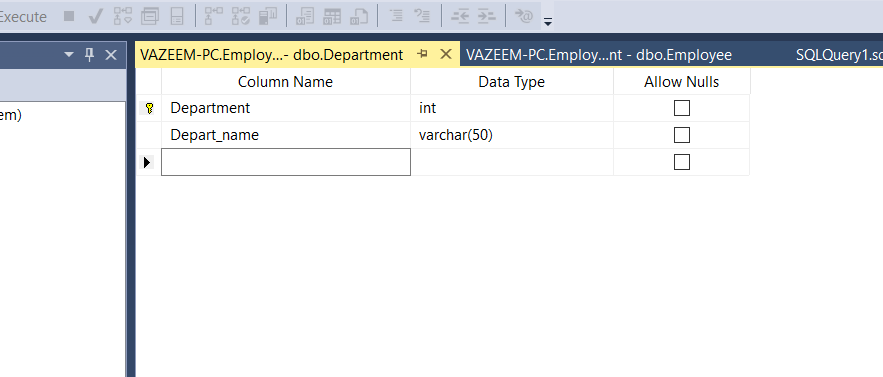 Execute
VAZEEM-PC.Employ...- dbo.Department
VAZEEM-PC.Employ...nt - dbo.Employee
SQLQuery1.sq
Column Name
Data Type
Allow Nulls
em)
Department
int
Depart_name
varchar(50)